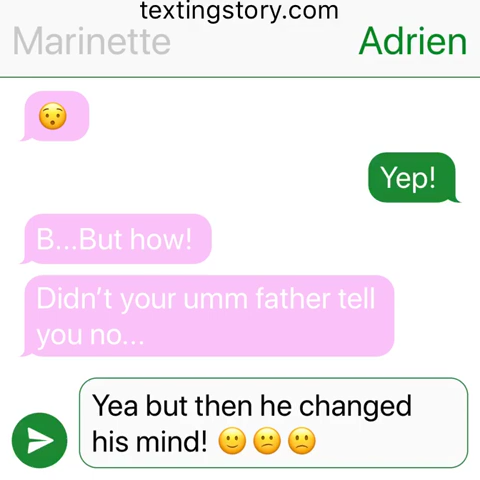 textingstory.com
Marinette
Adrien
😯
Yep!
B...But how!
Didn't your umm father tell
you no...
Yea but then he changed
his mind! 🙂😕🙁